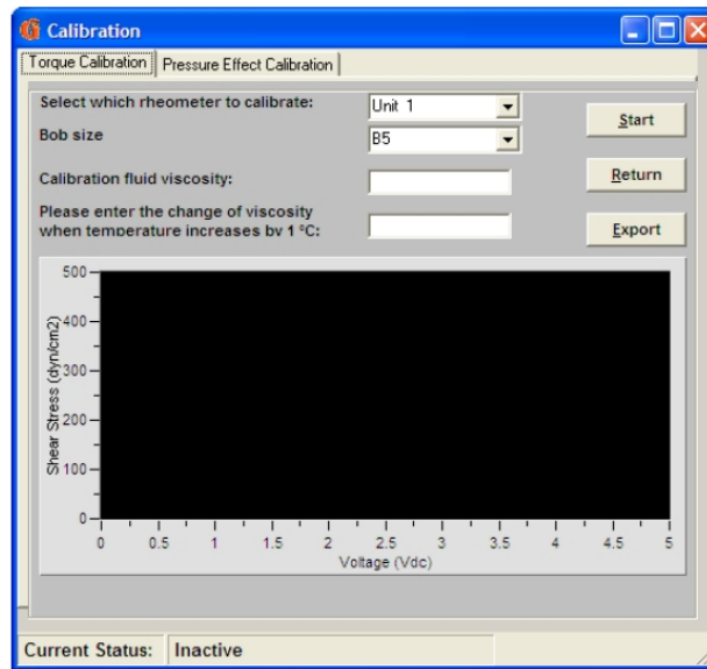 Calibration
Torque Calibration Pressure Effect Calibration
Select which rheometer to calibrate: Unit 1
Start
Bob size B5
Calibration fluid viscosity:
Return
Please enter the change of viscosity
when temperature increases by 1 °C:
Export
Shear Stress (dyn/cm2)
500
400
300
200
100
0
0 0.5 1 1.5 2 2.5 3 3.5 4 4.5 5
Voltage (Vdc)
Current Status: Inactive